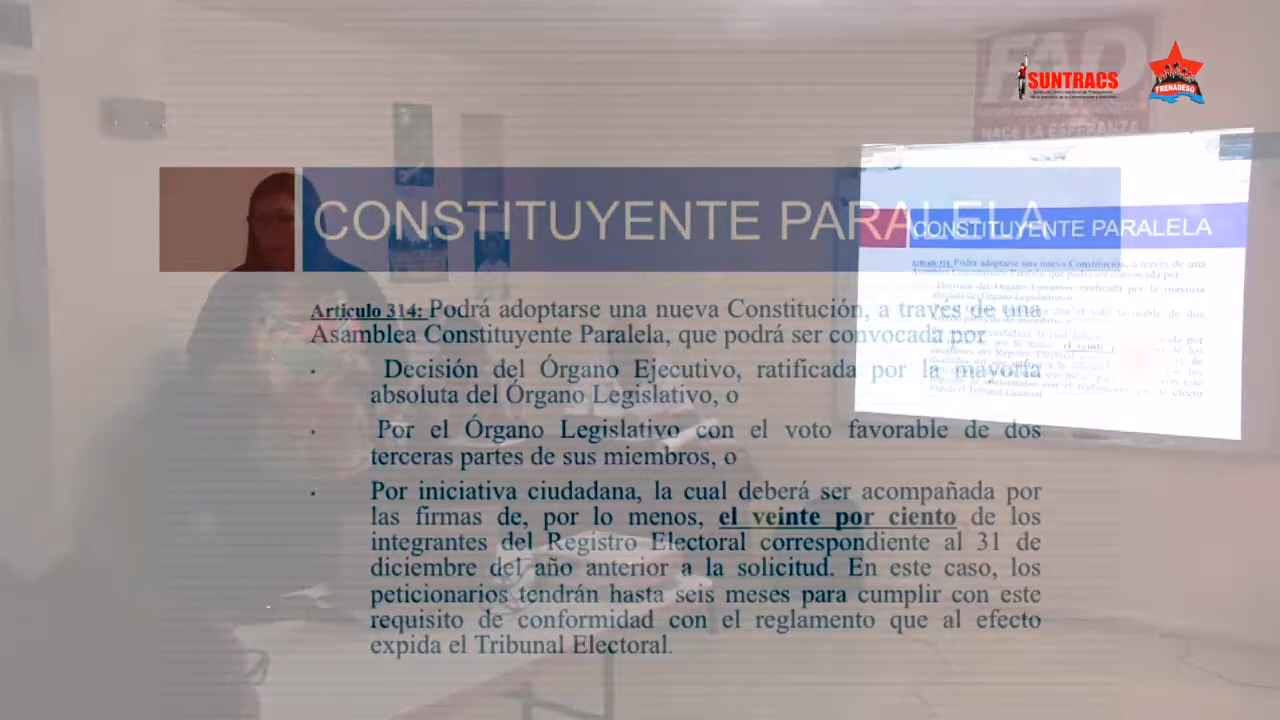 FAD
SUNTRACS
FRENADESO
NACE LA ESPERANZA
CONSTITUYENTE PARALELA
Artículo 314: Podrá adoptarse una nueva Constitución, a través de una
Asamblea Constituyente Paralela, que podrá ser convocada por
· Decisión del Órgano Ejecutivo, ratificada por la mayoría
absoluta del Órgano Legislativo, o
· Por el Órgano Legislativo con el voto favorable de dos
terceras partes de sus miembros, o
· Por iniciativa ciudadana, la cual deberá ser acompañada por
las firmas de, por lo menos, el veinte por ciento de los
integrantes del Registro Electoral correspondiente al 31 de
diciembre del año anterior a la solicitud. En este caso, los
peticionarios tendrán hasta seis meses para cumplir con este
requisito de conformidad con el reglamento que al efecto
expida el Tribunal Electoral.
CONSTITUYENTE PARALELA